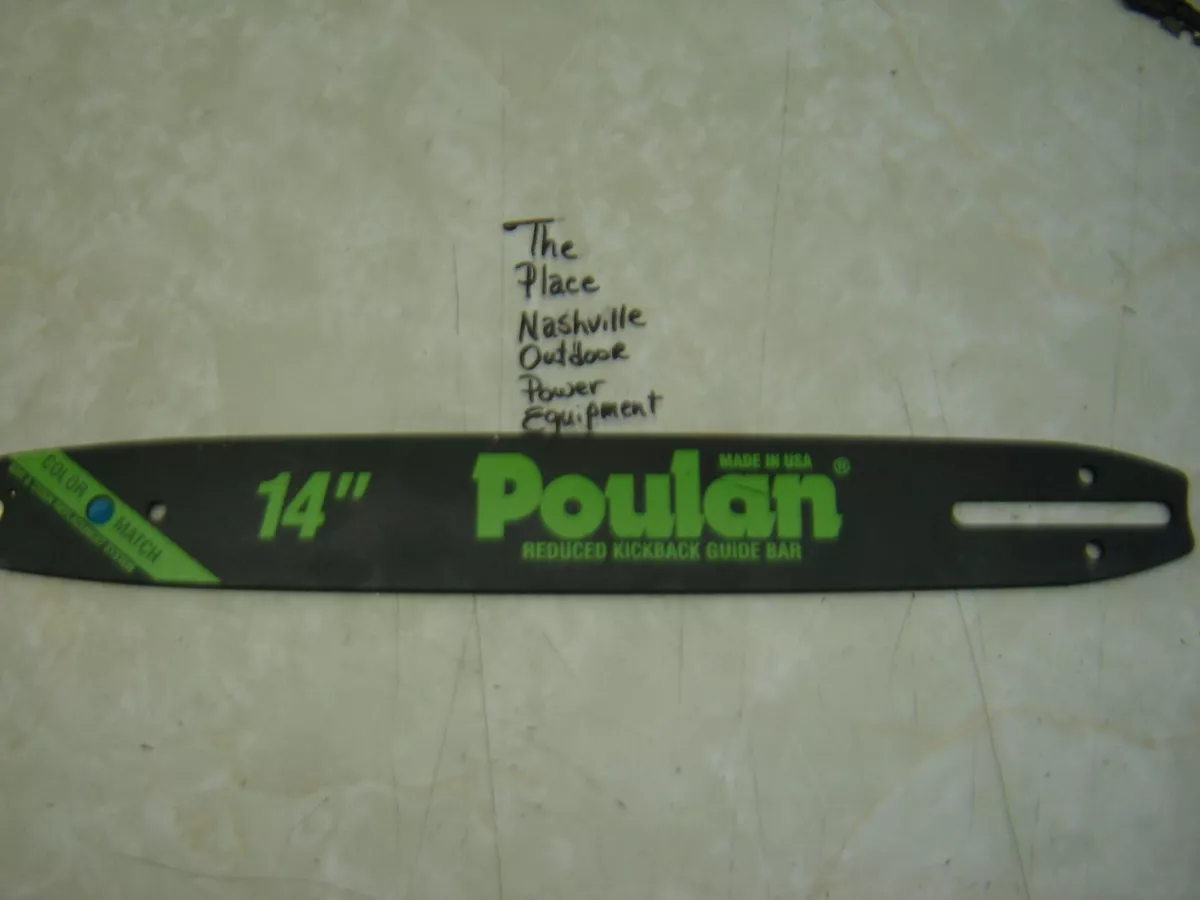 The
Place
Nashville
Outdoor
Power
Equipment
COLOR MATCH
14"
MADE IN USA
Poulan®
REDUCED KICKBACK GUIDE BAR